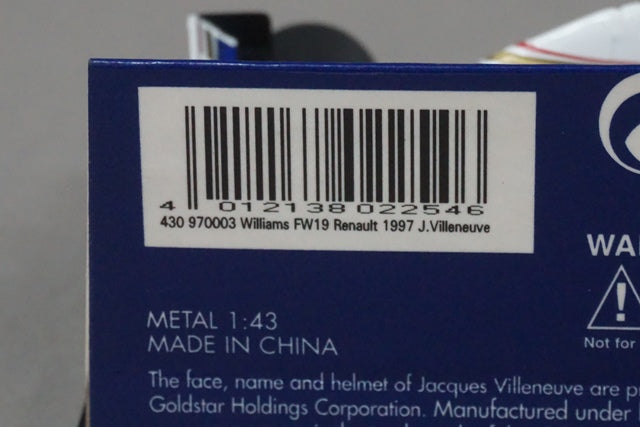 4 012138 022546
430 970003 Williams FW19 Renault 1997 J.Villeneuve
METAL 1:43
MADE IN CHINA
Not for
The face, name and helmet of Jacques Villeneuve are
Goldstar Holdings Corporation. Manufactured under